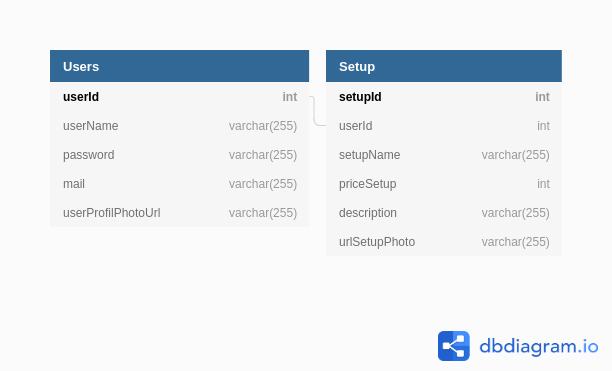 Users
userId int
userName varchar(255)
password varchar(255)
mail varchar(255)
userProfilPhotoUrl varchar(255)
Setup
setupId int
userId int
setupName varchar(255)
priceSetup int
description varchar(255)
urlSetupPhoto varchar(255)
dbdiagram.io